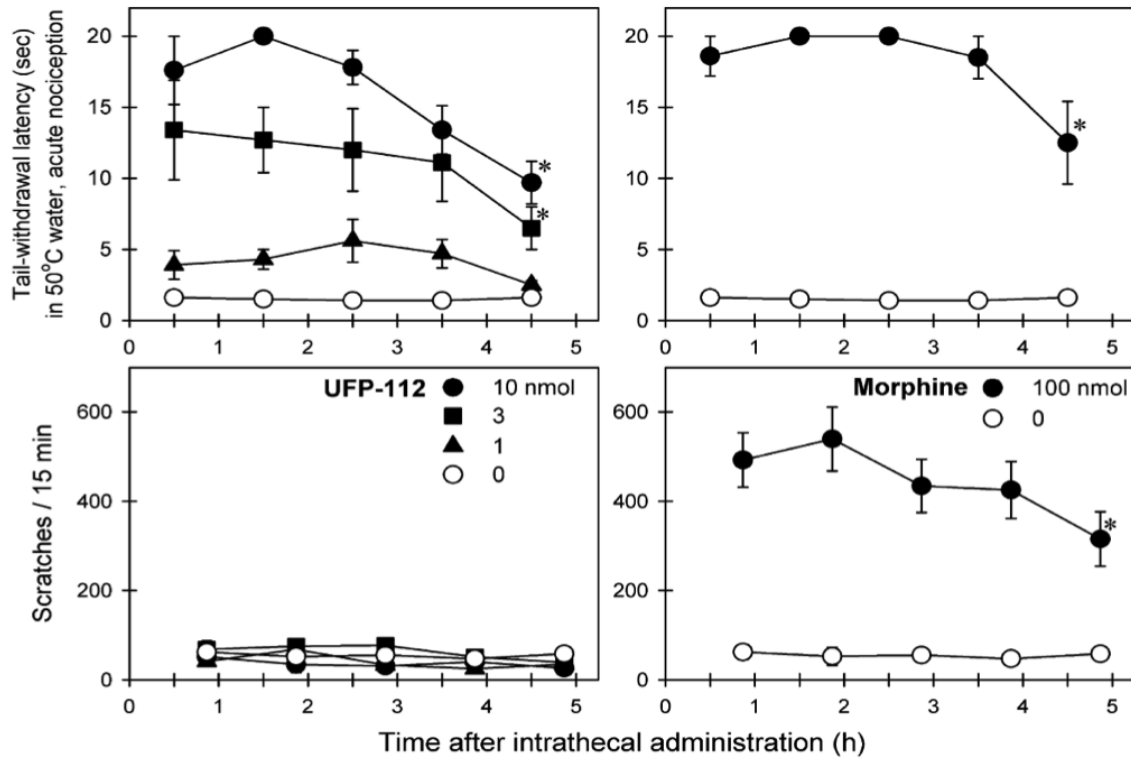 Tail-withdrawal latency (sec)
in 50°C water, acute nociception
20
15
10
5
0
*
*
0 1 2 3 4 5
20
15
10
5
0
*
0 1 2 3 4 5
Scratches / 15 min
600
400
200
0
UFP-112 10 nmol
3
1
0
0 1 2 3 4 5
600
400
200
0
Morphine 100 nmol
0
*
0 1 2 3 4 5
Time after intrathecal administration (h)